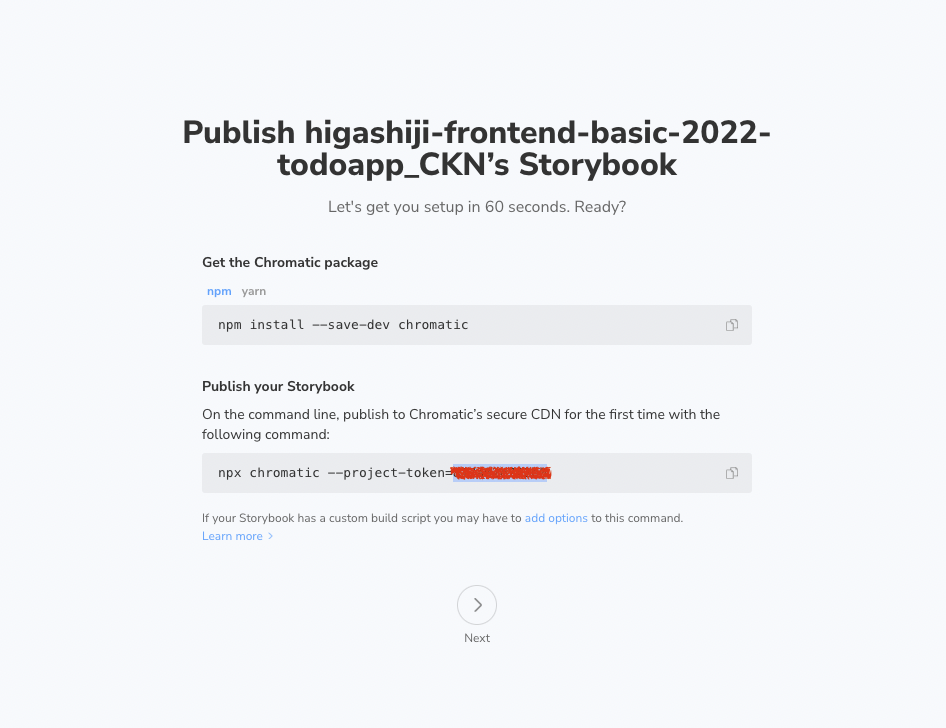 Publish higashiji-frontend-basic-2022-
todoapp_CKN’s Storybook
Let's get you setup in 60 seconds. Ready?
Get the Chromatic package
npm yarn
npm install --save-dev chromatic
Publish your Storybook
On the command line, publish to Chromatic’s secure CDN for the first time with the
following command:
npx chromatic --project-token=
If your Storybook has a custom build script you may have to add options to this command.
Learn more
Next